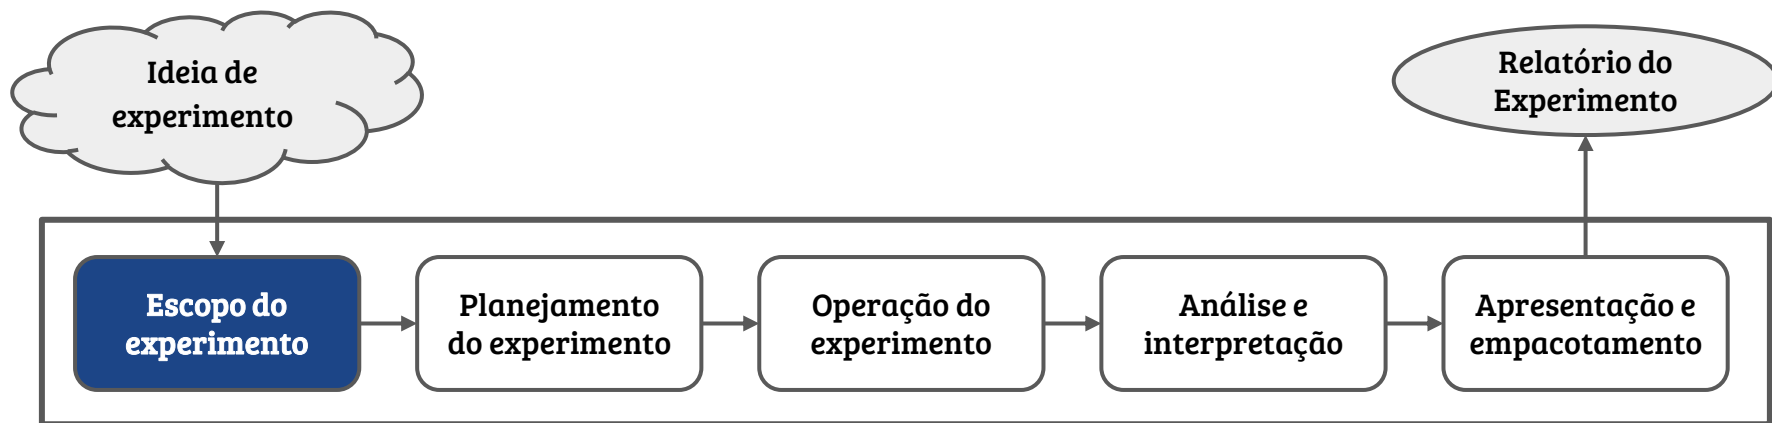 Ideia de
experimento
Relatório do
Experimento
Escopo do
experimento
Planejamento
do experimento
Operação do
experimento
Análise e
interpretação
Apresentação e
empacotamento